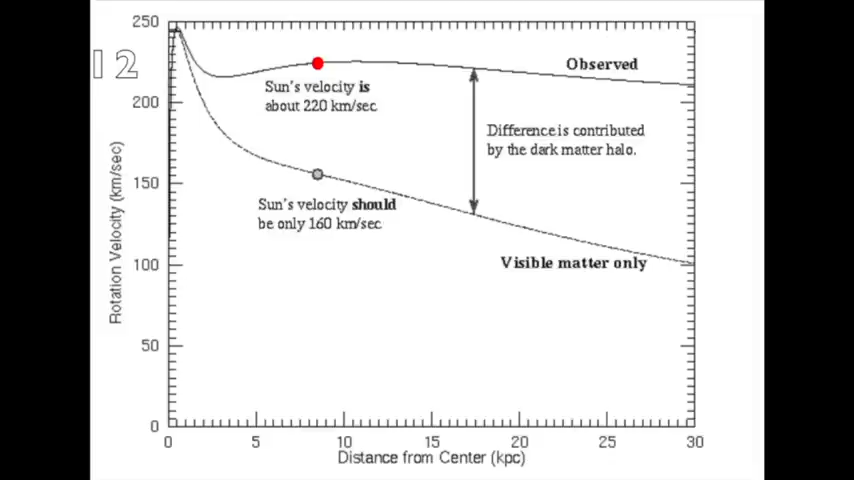 12
250
200
150
100
50
0
Rotation Velocity (km/sec)
Observed
Sun's velocity is
about 220 km/sec
Difference is contributed
by the dark matter halo.
Sun's velocity should
be only 160 km/sec
Visible matter only
0 5 10 15 20 25 30
Distance from Center (kpc)